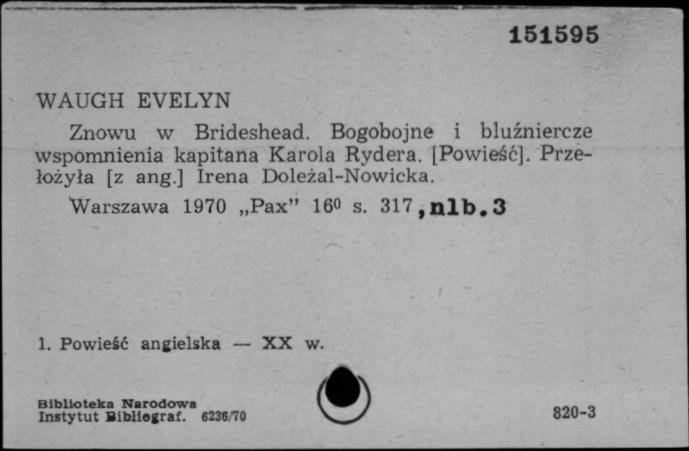 151595
WAUGH EVELYN
Znowu w Brideshead. Bogobojne i bluźniercze
wspomnienia kapitana Karola Rydera. [Powieść]. Prze-
łożyła [z ang.] Irena Doleżal-Nowicka.
Warszawa 1970 „Pax” 16⁰ s. 317, nlb. 3
1. Powieść angielska — XX w.
Biblioteka Narodowa
Instytut Bibliograf. 6236/70
820-3